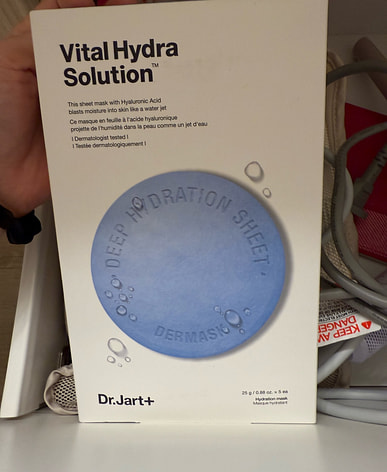 Vital Hydra
Solution™
This sheet mask with Hyaluronic Acid
blasts moisture into skin like a water jet
Ce masque en feuille à l'acide hyaluronique
projette de l'humidité dans la peau comme un jet d'eau
I Dermatologist tested I
I Testée dermatologiquement I
DEEP HYDRATION SHEET
DERMASK
Dr.Jart+
25 g / 0.88 oz. × 5 ea
Hydration mask
Masque hydratant
DANGER
KEEP AW